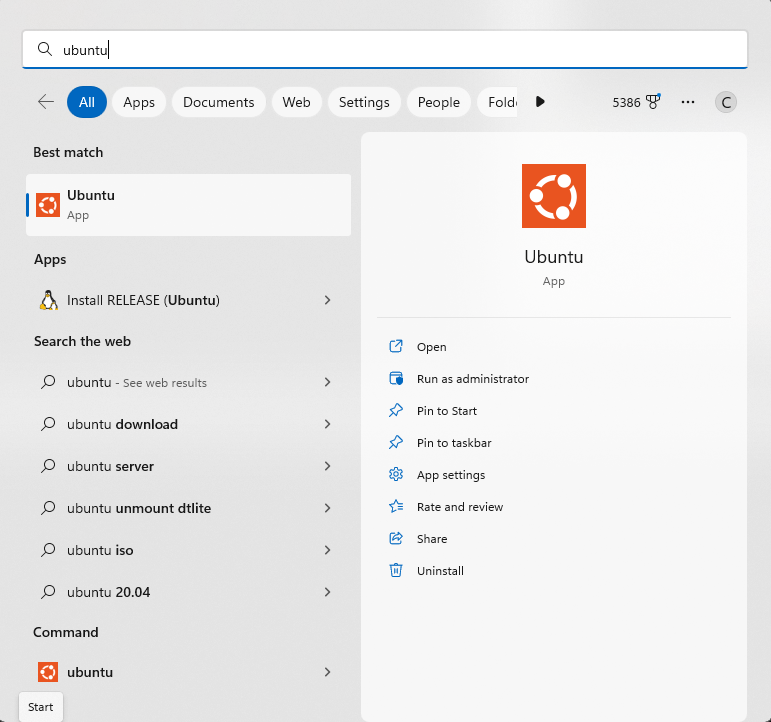 ubuntu
All Apps Documents Web Settings People Folde 5386 C
Best match
Ubuntu
App
Apps
Install RELEASE (Ubuntu)
Search the web
ubuntu - See web results
ubuntu download
ubuntu server
ubuntu unmount dtlite
ubuntu iso
ubuntu 20.04
Command
ubuntu
Start
Ubuntu
App
Open
Run as administrator
Pin to Start
Pin to taskbar
App settings
Rate and review
Share
Uninstall